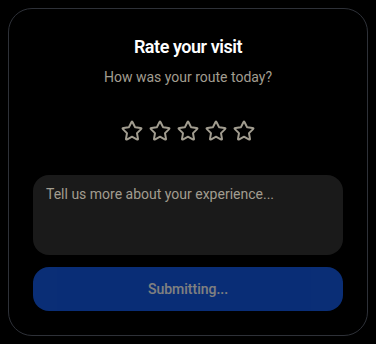 Rate your visit
How was your route today?
Tell us more about your experience...
Submitting...